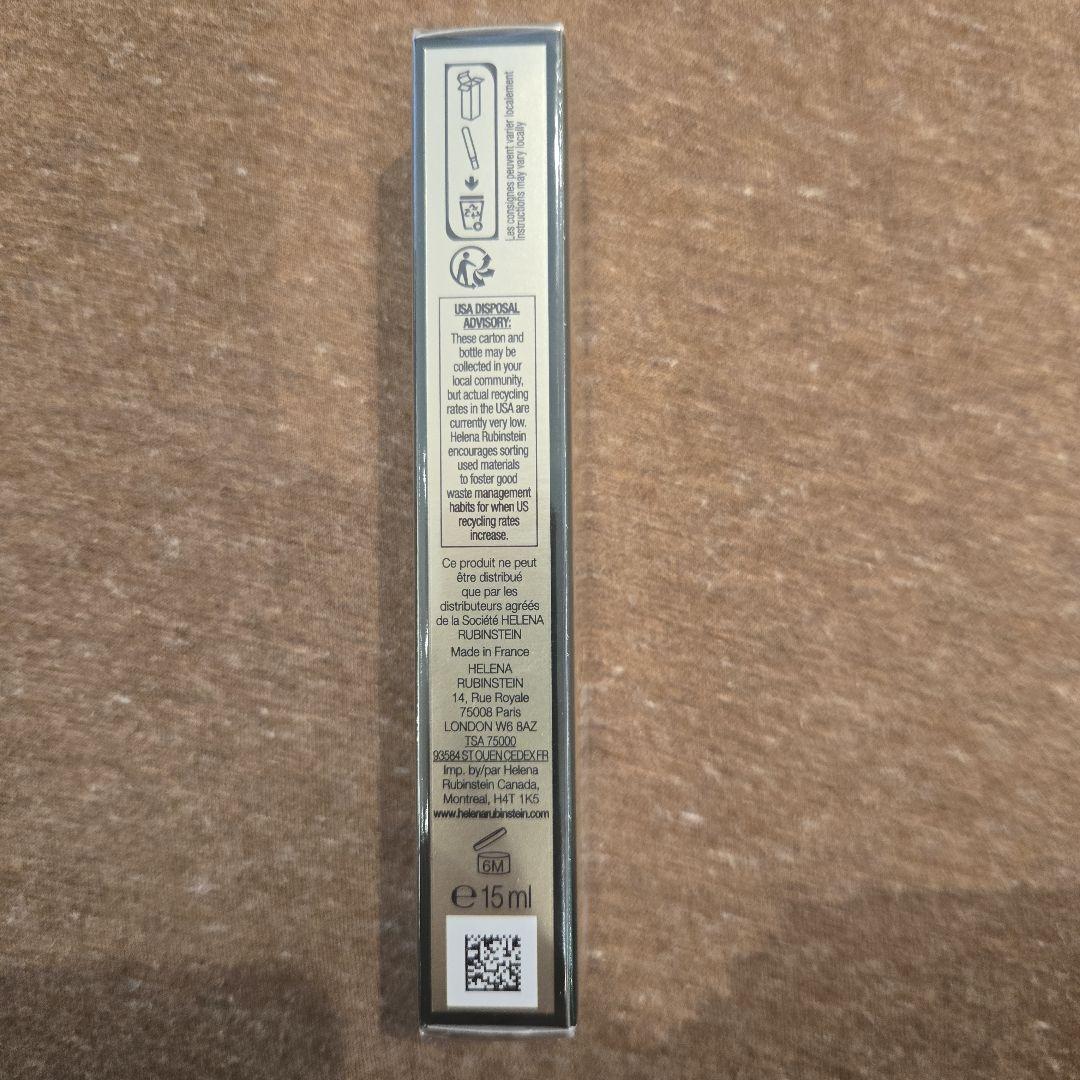 Les consignes peuvent varier localement
Instructions may vary locally
USA DISPOSAL
ADVISORY:
These carton and
bottle may be
collected in your
local community,
but actual recycling
rates in the USA are
currently very low.
Helena Rubinstein
encourages sorting
used materials
to foster good
waste management
habits for when US
recycling rates
increase.
Ce produit ne peut
être distribué
que par les
distributeurs agréés
de la Société HELENA
RUBINSTEIN
Made in France
HELENA
RUBINSTEIN
14, Rue Royale
75008 Paris
LONDON W6 8AZ
TSA 75000
93584 ST OUEN CEDEX FR
Imp. by/par Helena
Rubinstein Canada,
Montreal, H4T 1K5
www.helenarubinstein.com
6M
℮ 15 ml